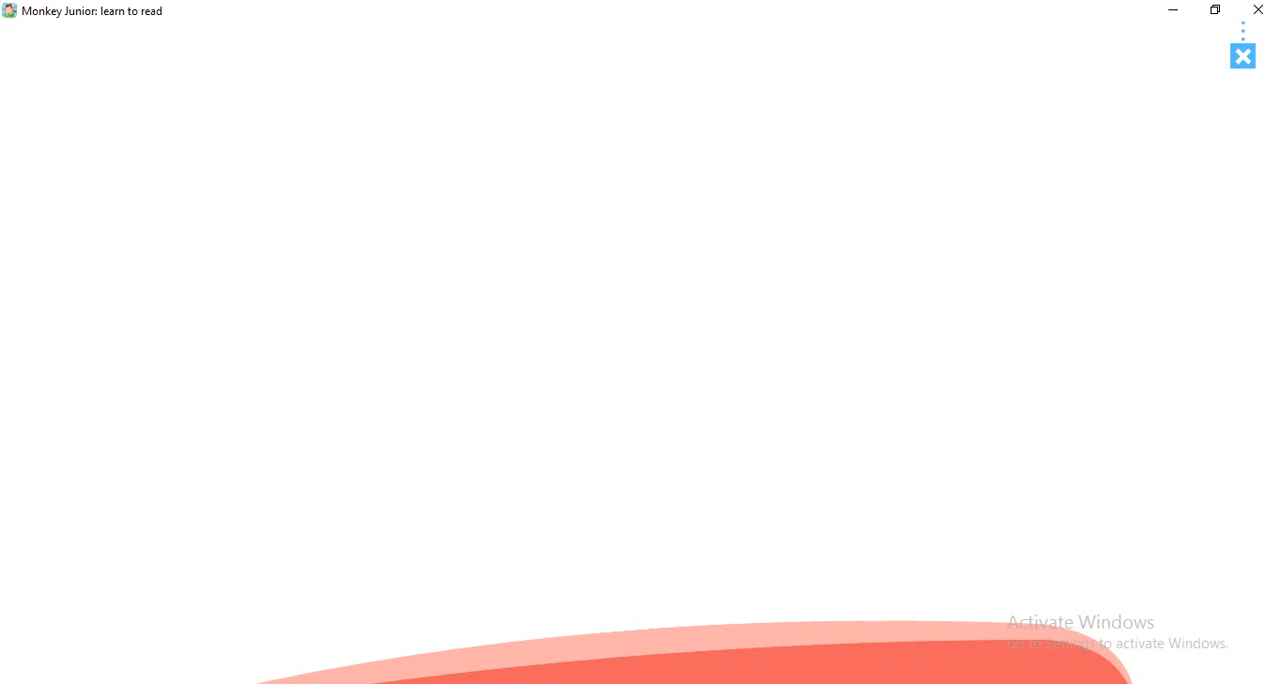 Monkey Junior: learn to read
Activate Windows
Go to Settings to activate Windows.